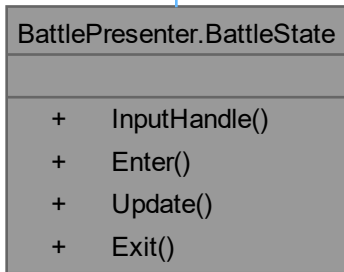 BattlePresenter.BattleState
+ InputHandle()
+ Enter()
+ Update()
+ Exit()